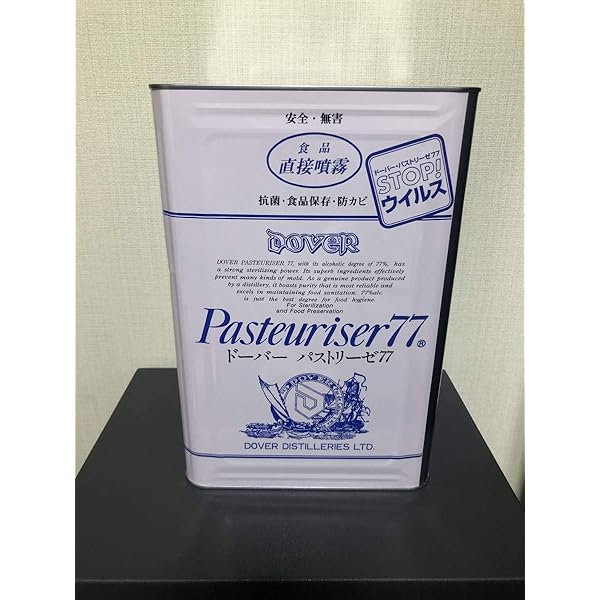 安全・無害
食品
直接噴霧
ドーバー・パストリーゼ77
STOP!
ウイルス
抗菌・食品保存・防カビ
DOVER
DOVER PASTEURISER 77, with its alcoholic degree of 77%, has
a strong sterilizing power. Its superb ingredients effectively
prevent many kinds of mold. As a genuine product produced
by a distillery, it boasts purity that is most reliable and
excels in maintaining food sanitation. 77%alc.
is just the best degree for food hygiene.
For Sterilization
and Food Preservation
Pasteuriser77®
ドーバー パストリーゼ77
DOVER
DOVER DISTILLERIES LTD.